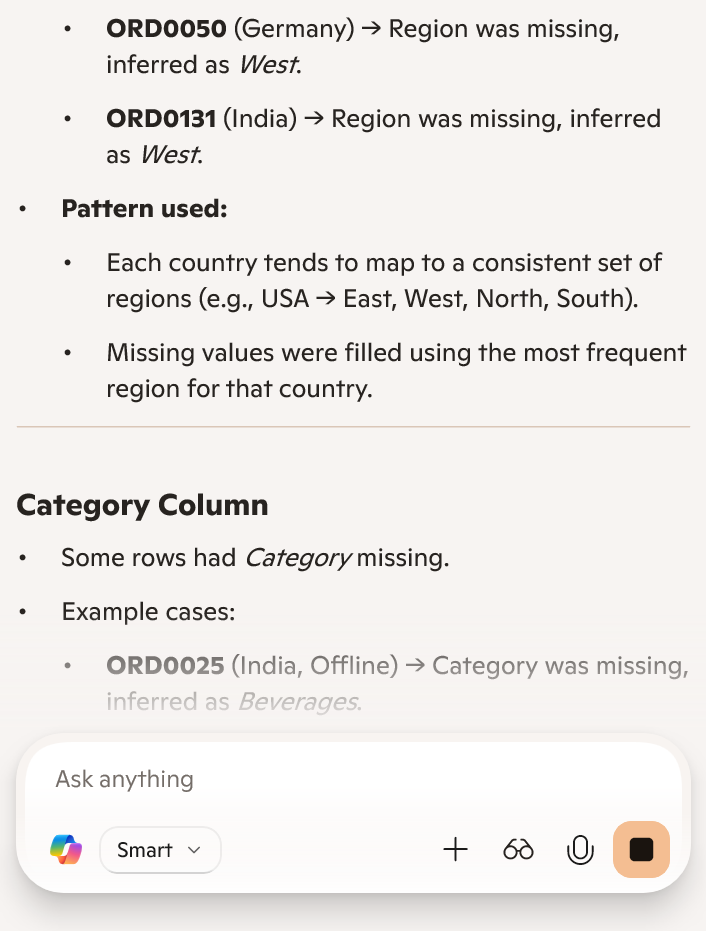 • ORD0050 (Germany) → Region was missing,
inferred as West.
• ORD0131 (India) → Region was missing, inferred
as West.
• Pattern used:
• Each country tends to map to a consistent set of
regions (e.g., USA → East, West, North, South).
• Missing values were filled using the most frequent
region for that country.
Category Column
• Some rows had Category missing.
• Example cases:
• ORD0025 (India, Offline) → Category was missing,
inferred as Beverages.
Ask anything
Smart